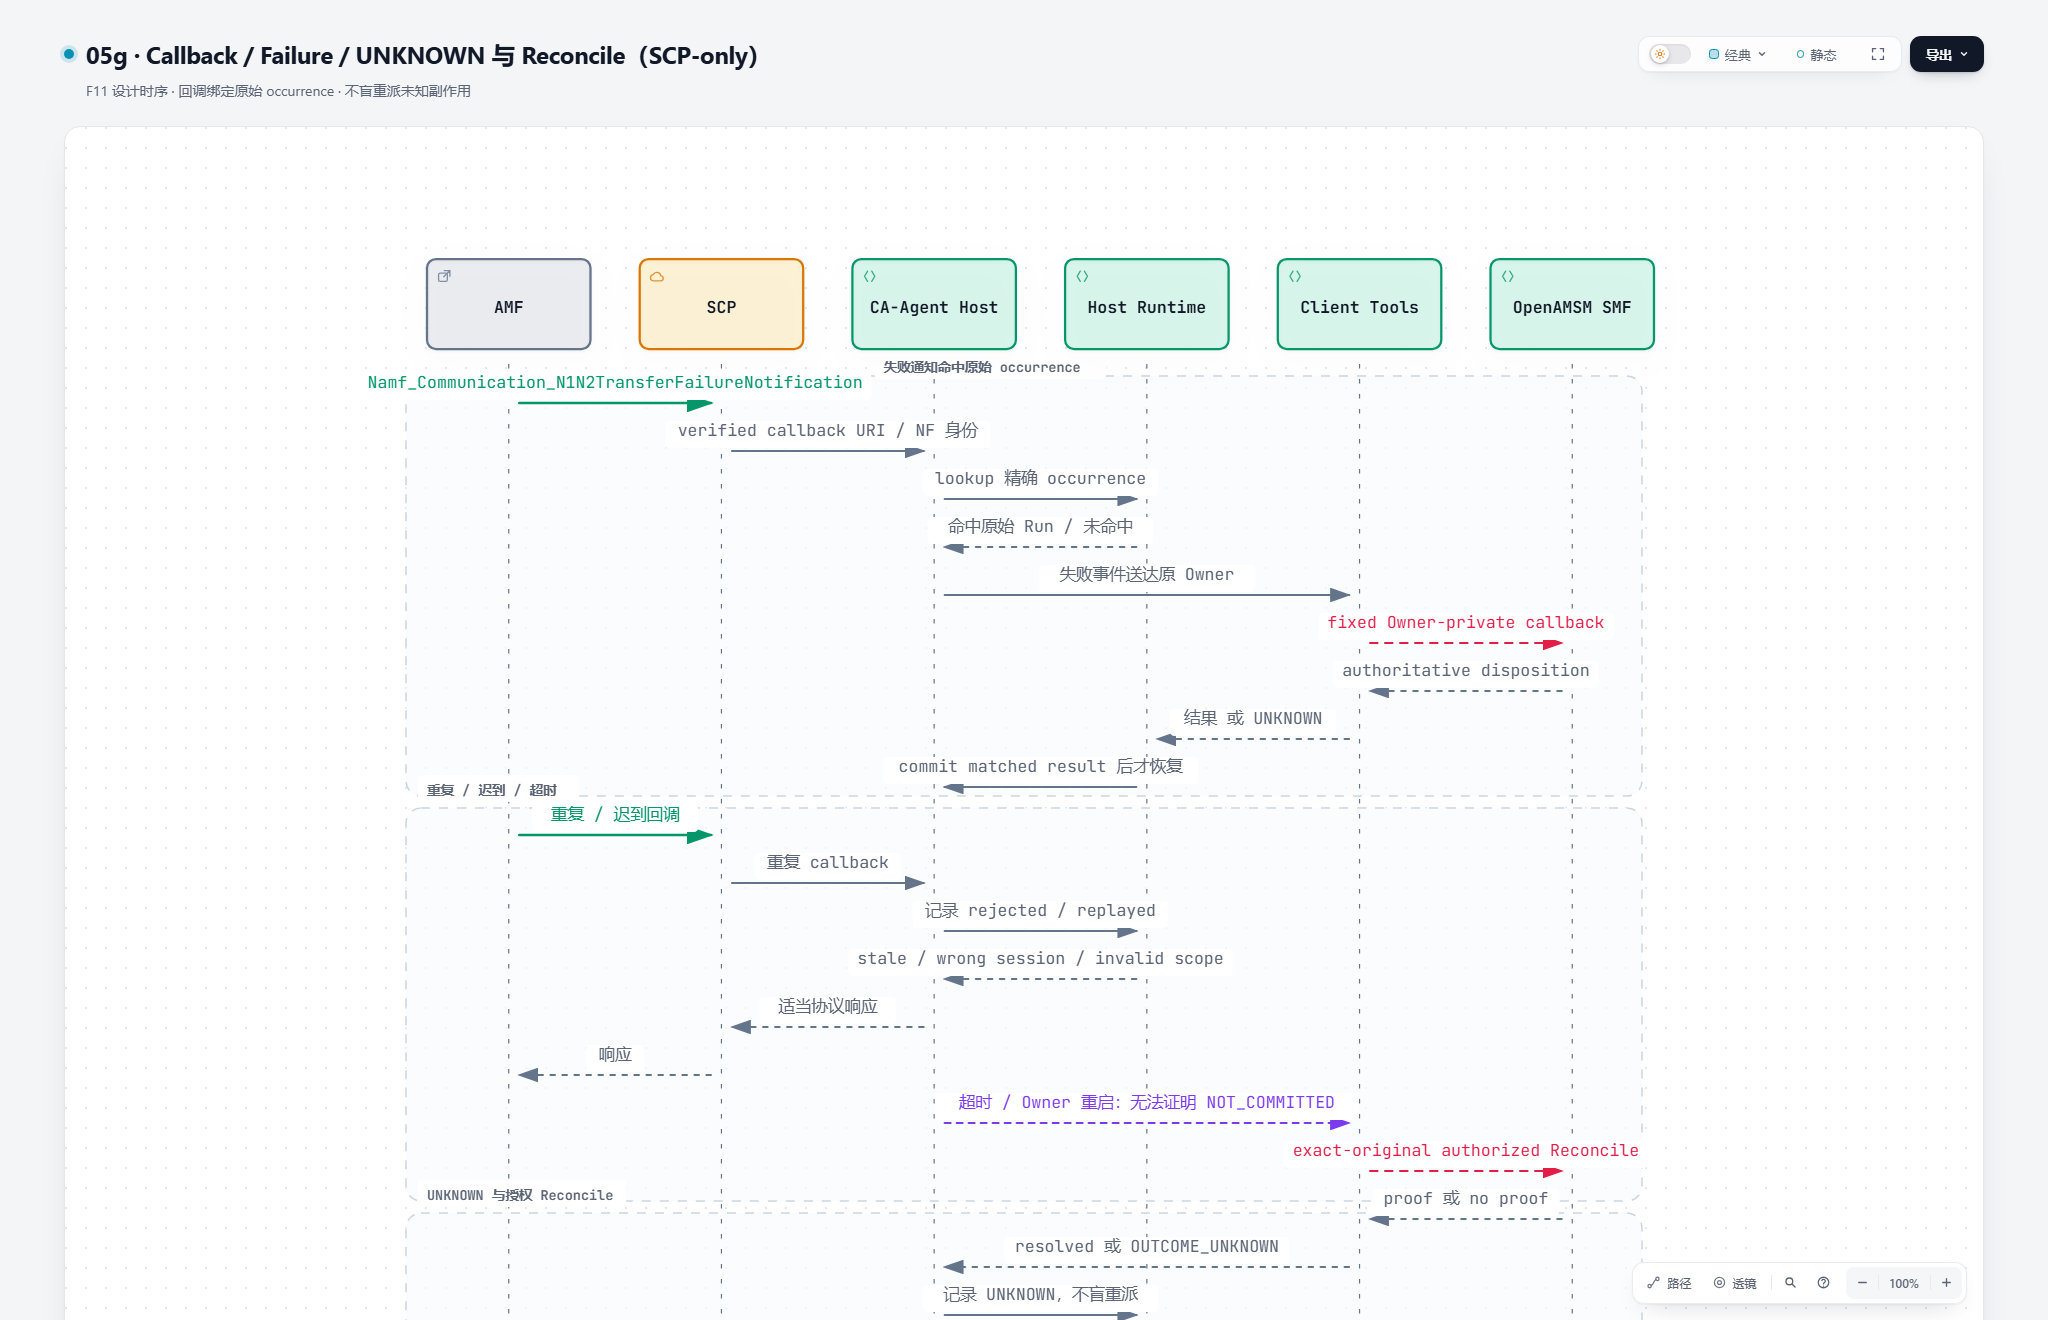 05g · Callback / Failure / UNKNOWN 与 Reconcile（SCP-only）
F11 设计时序 · 回调绑定原始 occurrence · 不盲重派未知副作用
经典
静态
导出
AMF
SCP
CA-Agent Host
Host Runtime
Client Tools
OpenAMSM SMF
失败通知命中原始 occurrence
Namf_Communication_N1N2TransferFailureNotification
verified callback URI / NF 身份
lookup 精确 occurrence
命中原始 Run / 未命中
失败事件送达原 Owner
fixed Owner-private callback
authoritative disposition
结果 或 UNKNOWN
commit matched result 后才恢复
重复 / 迟到 / 超时
重复 / 迟到回调
重复 callback
记录 rejected / replayed
stale / wrong session / invalid scope
适当协议响应
响应
超时 / Owner 重启：无法证明 NOT_COMMITTED
exact-original authorized Reconcile
UNKNOWN 与授权 Reconcile
proof 或 no proof
resolved 或 OUTCOME_UNKNOWN
记录 UNKNOWN，不盲重派
路径
透镜
100%